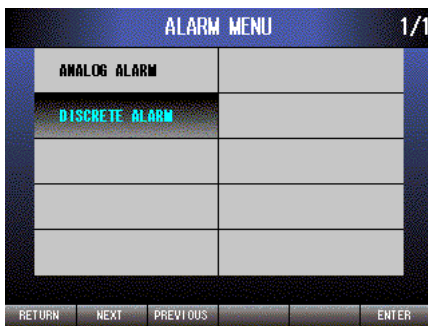 ALARM MENU 1/1
ANALOG ALARM
DISCRETE ALARM
RETURN NEXT PREVIOUS ENTER